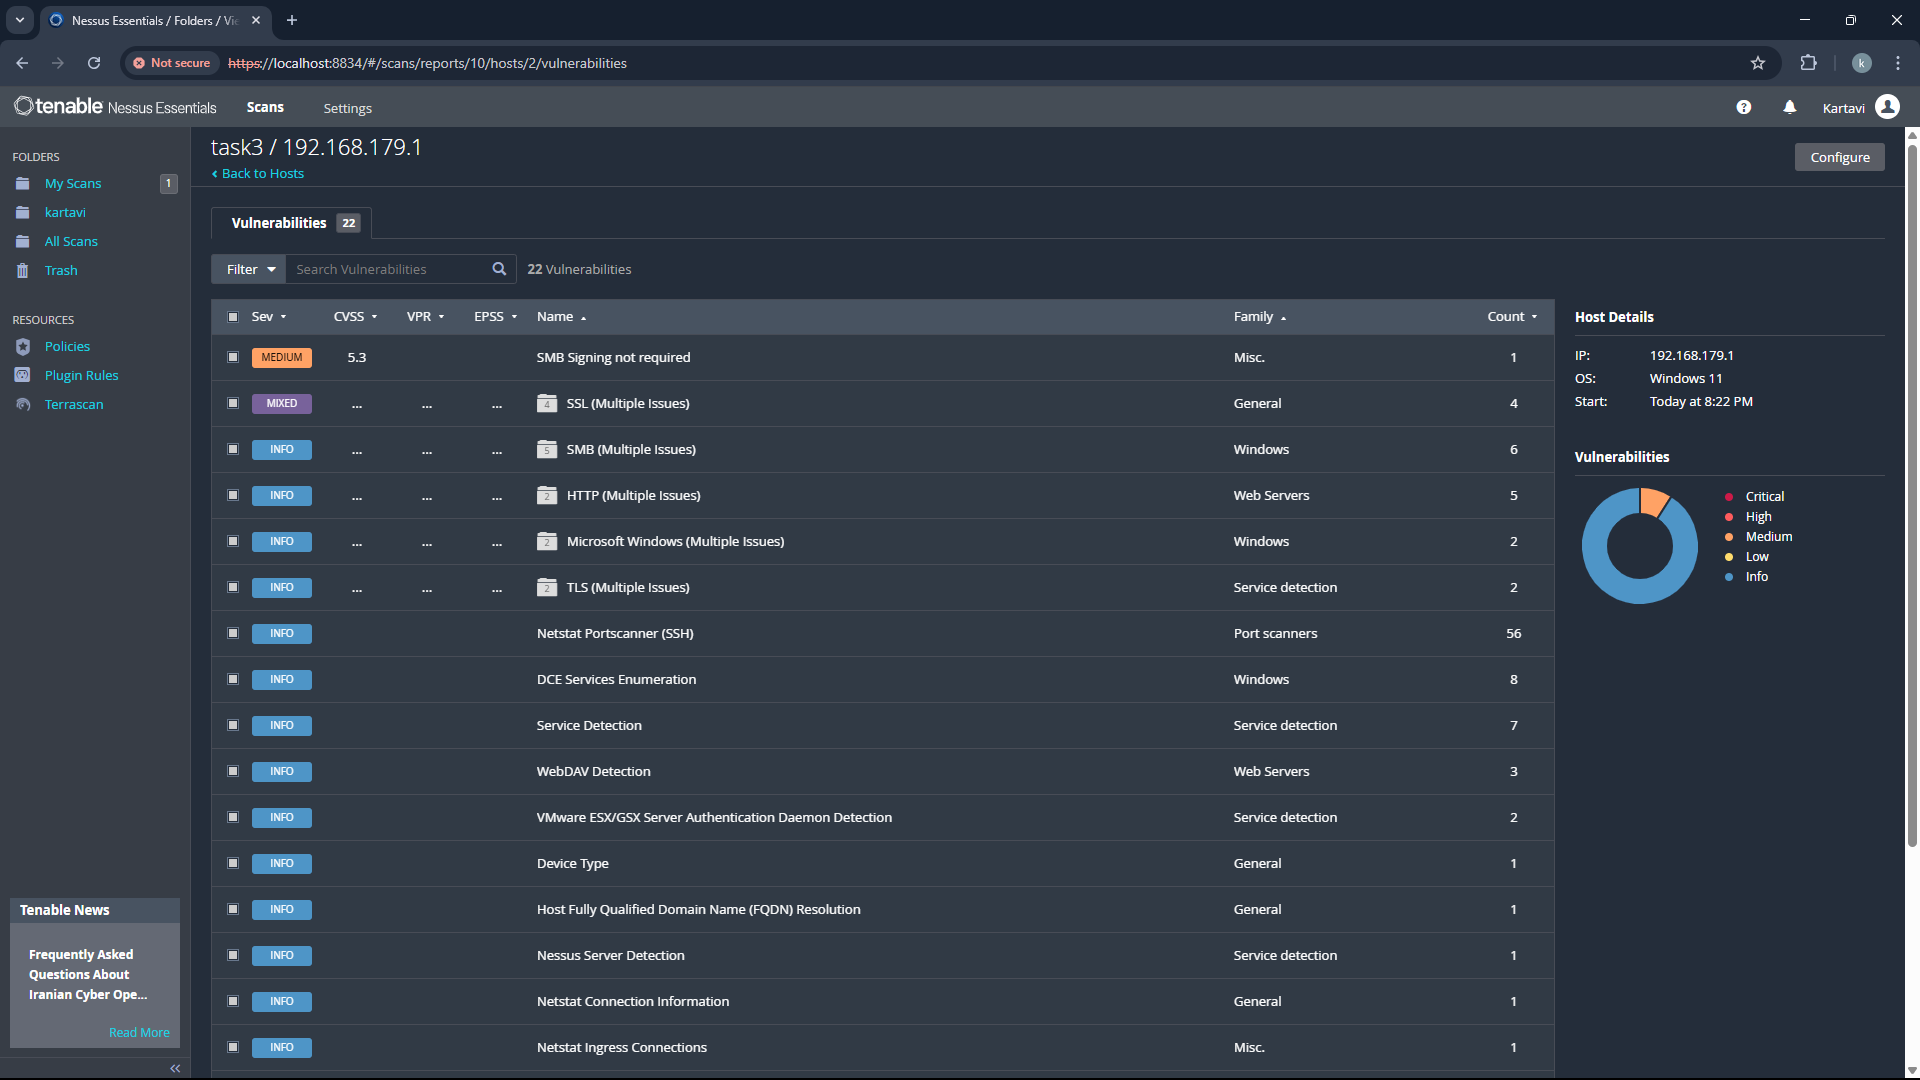 Nessus Essentials / Folders / Vi
Not secure
https://localhost:8834/#/scans/reports/10/hosts/2/vulnerabilities
k
tenable Nessus Essentials
Scans
Settings
?
Kartavi
FOLDERS
My Scans 1
kartavi
All Scans
Trash
RESOURCES
Policies
Plugin Rules
Terrascan
Tenable News
Frequently Asked
Questions About
Iranian Cyber Ope...
Read More
task3 / 192.168.179.1
Back to Hosts
Configure
Vulnerabilities 22
Filter
Search Vulnerabilities
22 Vulnerabilities
Sev CVSS VPR EPSS Name Family Count
MEDIUM 5.3 SMB Signing not required Misc. 1
MIXED ... ... ... 4 SSL (Multiple Issues) General 4
INFO ... ... ... 5 SMB (Multiple Issues) Windows 6
INFO ... ... ... 2 HTTP (Multiple Issues) Web Servers 5
INFO ... ... ... 2 Microsoft Windows (Multiple Issues) Windows 2
INFO ... ... ... 2 TLS (Multiple Issues) Service detection 2
INFO Netstat Portscanner (SSH) Port scanners 56
INFO DCE Services Enumeration Windows 8
INFO Service Detection Service detection 7
INFO WebDAV Detection Web Servers 3
INFO VMware ESX/GSX Server Authentication Daemon Detection Service detection 2
INFO Device Type General 1
INFO Host Fully Qualified Domain Name (FQDN) Resolution General 1
INFO Nessus Server Detection Service detection 1
INFO Netstat Connection Information General 1
INFO Netstat Ingress Connections Misc. 1
Host Details
IP: 192.168.179.1
OS: Windows 11
Start: Today at 8:22 PM
Vulnerabilities
Critical
High
Medium
Low
Info